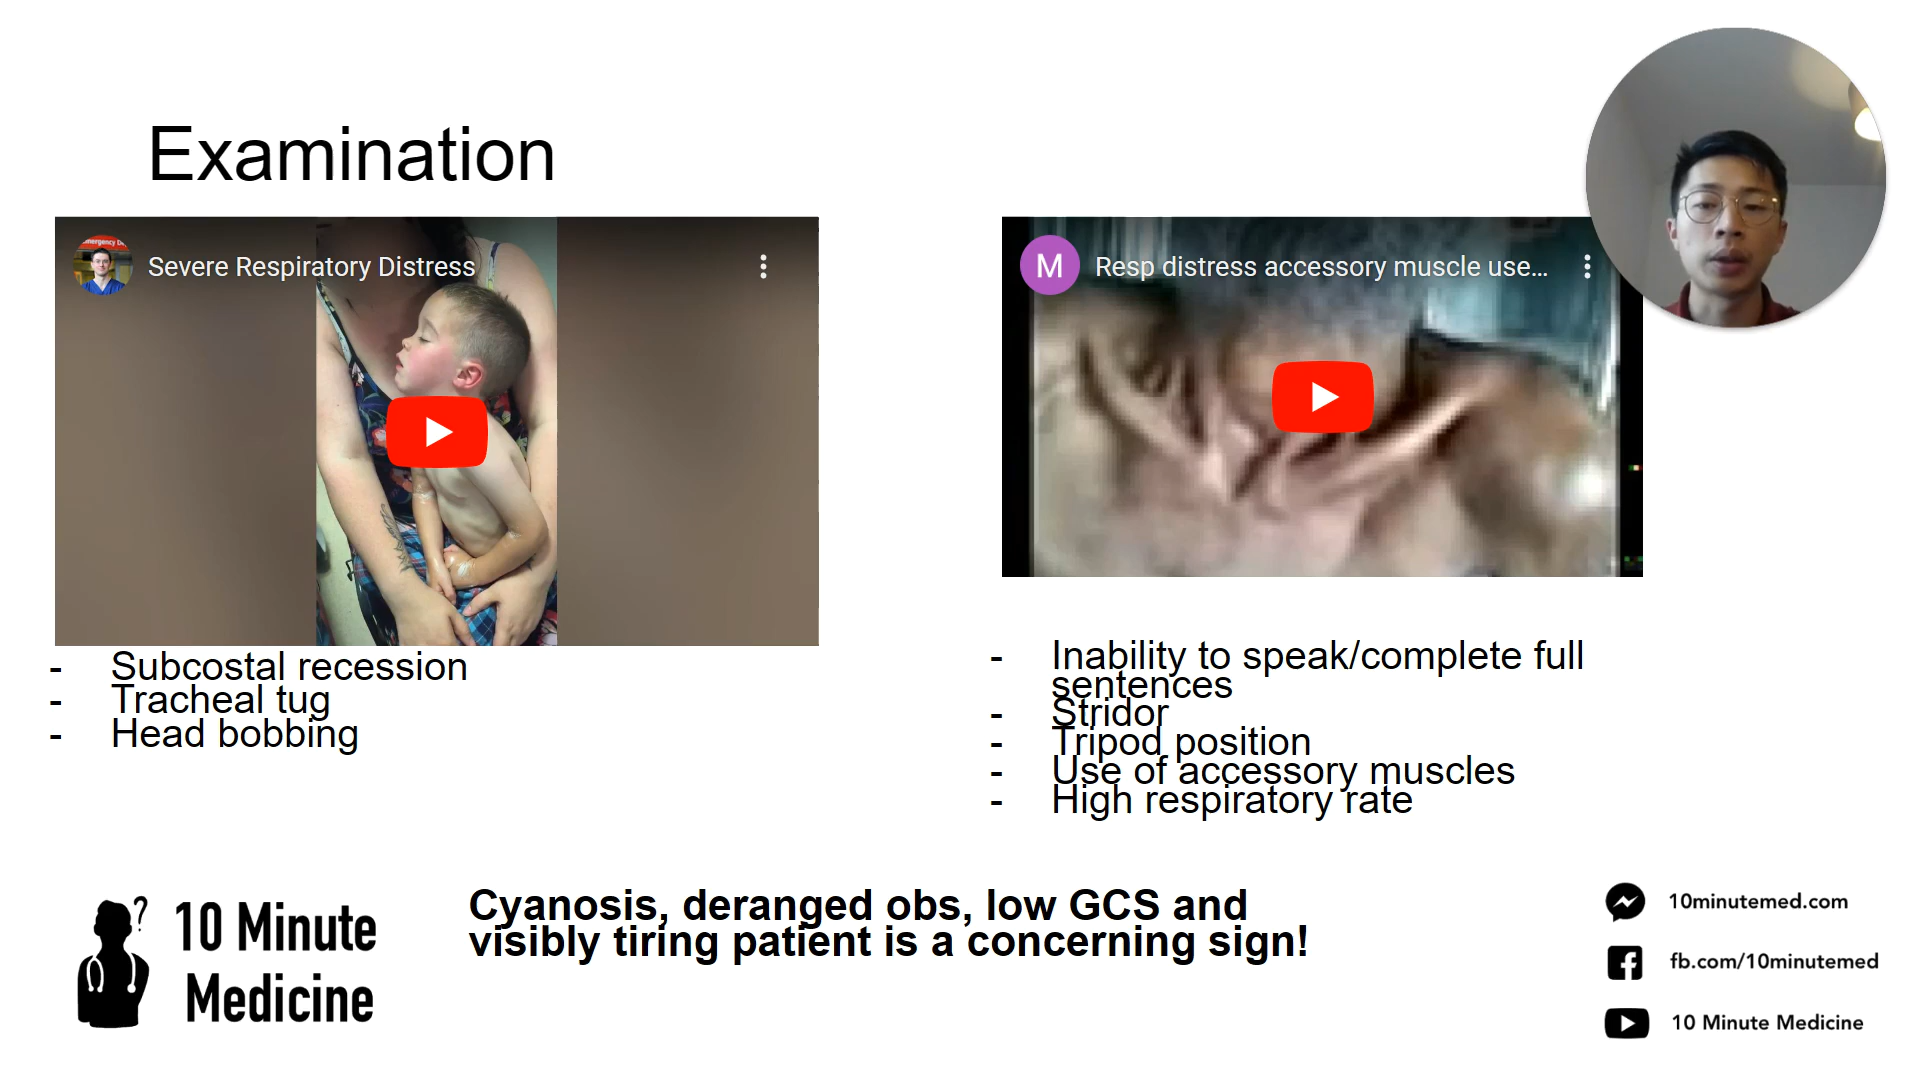 Examination
Emergency De
Severe Respiratory Distress
M
Resp distress accessory muscle use...
- Subcostal recession
- Tracheal tug
- Head bobbing
- Inability to speak/complete full
sentences
- Stridor
- Tripod position
- Use of accessory muscles
- High respiratory rate
Cyanosis, deranged obs, low GCS and
visibly tiring patient is a concerning sign!
?
10 Minute
Medicine
10minutemed.com
fb.com/10minutemed
10 Minute Medicine